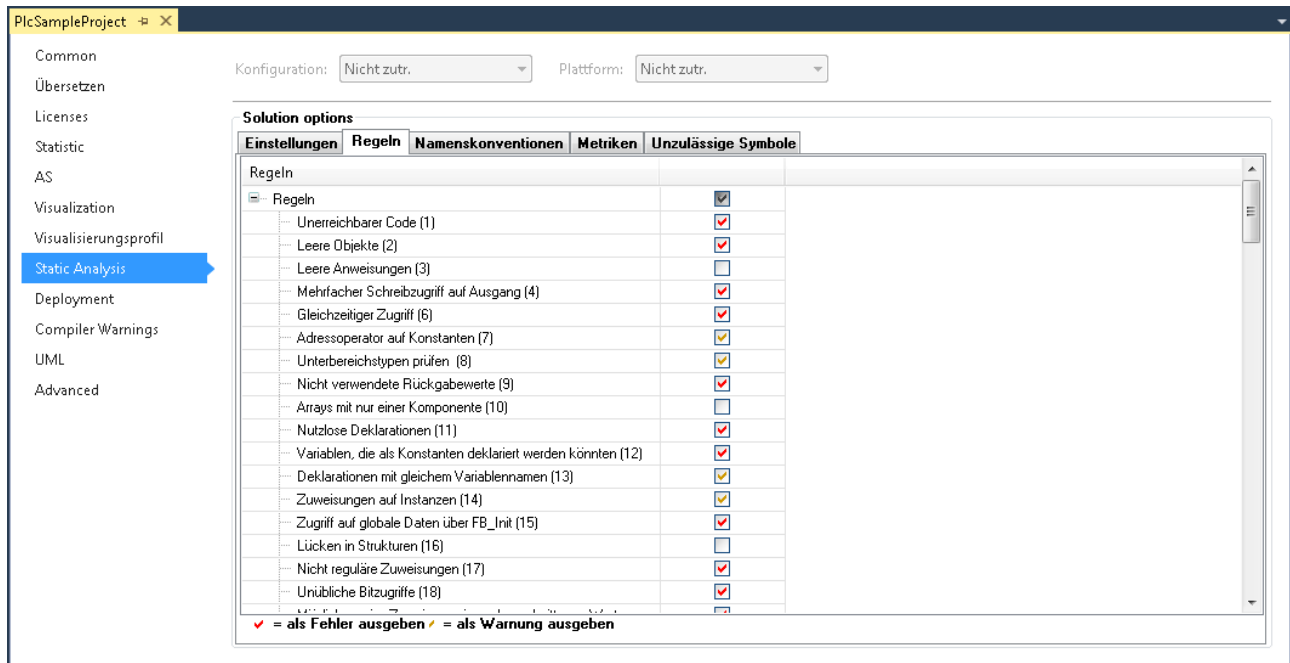 PlcSampleProject
Common
Übersetzen
Licenses
Statistic
AS
Visualization
Visualisierungsprofil
Static Analysis
Deployment
Compiler Warnings
UML
Advanced
Konfiguration: Nicht zutr. Plattform: Nicht zutr.
Solution options
Einstellungen Regeln Namenskonventionen Metriken Unzulässige Symbole
Regeln
Regeln
Unerreichbarer Code (1)
Leere Objekte (2)
Leere Anweisungen (3)
Mehrfacher Schreibzugriff auf Ausgang (4)
Gleichzeitiger Zugriff (6)
Adressoperator auf Konstanten (7)
Unterbereichstypen prüfen (8)
Nicht verwendete Rückgabewerte (9)
Arrays mit nur einer Komponente (10)
Nutzlose Deklarationen (11)
Variablen, die als Konstanten deklariert werden könnten (12)
Deklarationen mit gleichem Variablennamen (13)
Zuweisungen auf Instanzen (14)
Zugriff auf globale Daten über FB_Init (15)
Lücken in Strukturen (16)
Nicht reguläre Zuweisungen (17)
Unübliche Bitzugriffe (18)
= als Fehler ausgeben = als Warnung ausgeben